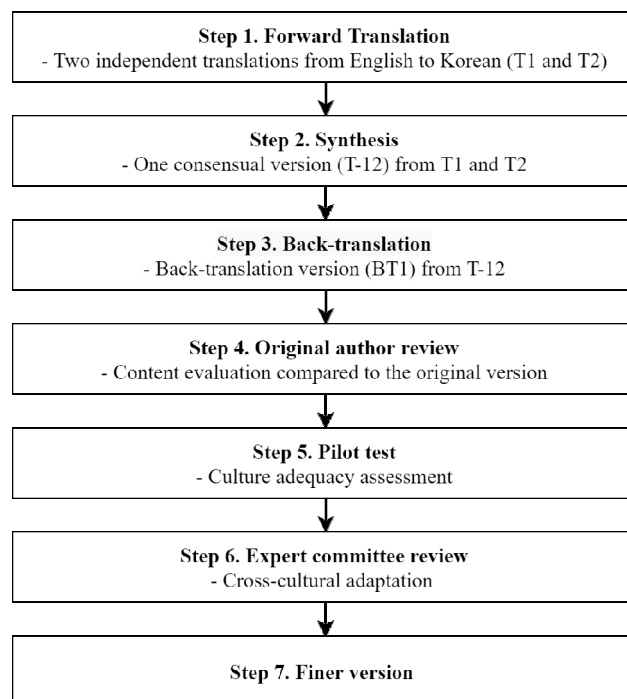 Step 1. Forward Translation
- Two independent translations from English to Korean (T1 and T2)
Step 2. Synthesis
- One consensual version (T-12) from T1 and T2
Step 3. Back-translation
- Back-translation version (BT1) from T-12
Step 4. Original author review
- Content evaluation compared to the original version
Step 5. Pilot test
- Culture adequacy assessment
Step 6. Expert committee review
- Cross-cultural adaptation
Step 7. Finer version